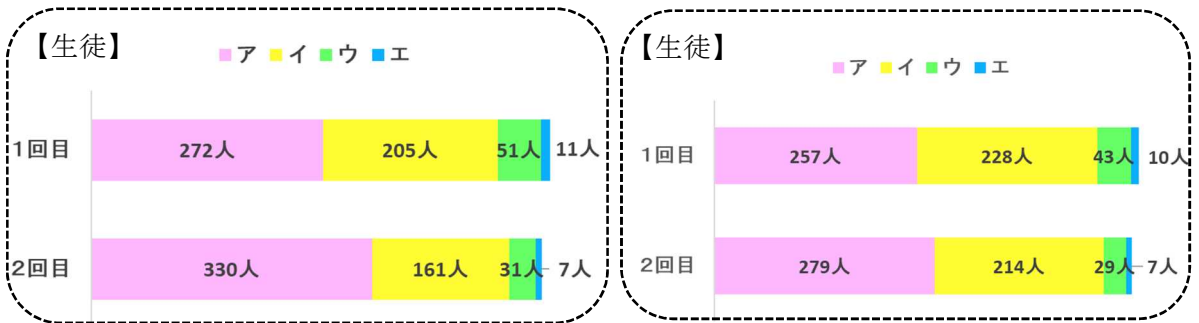 【生徒】
ア イ ウ エ
1回目 272人 205人 51人 11人
2回目 330人 161人 31人 7人
【生徒】
ア イ ウ エ
1回目 257人 228人 43人 10人
2回目 279人 214人 29人 7人